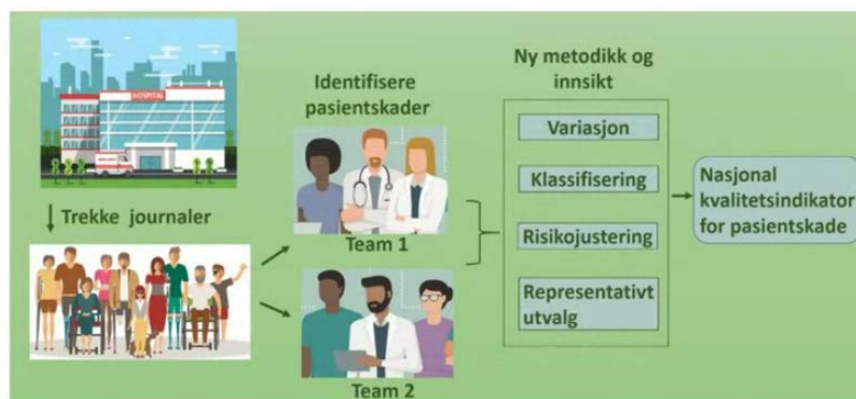 HOSPITAL
Trekke journaler
Identifisere
pasientskader
Team 1
Team 2
Ny metodikk og
innsikt
Variasjon
Klassifisering
Risikojustering
Representativt
utvalg
Nasjonal
kvalitetsindikator
for pasientskade